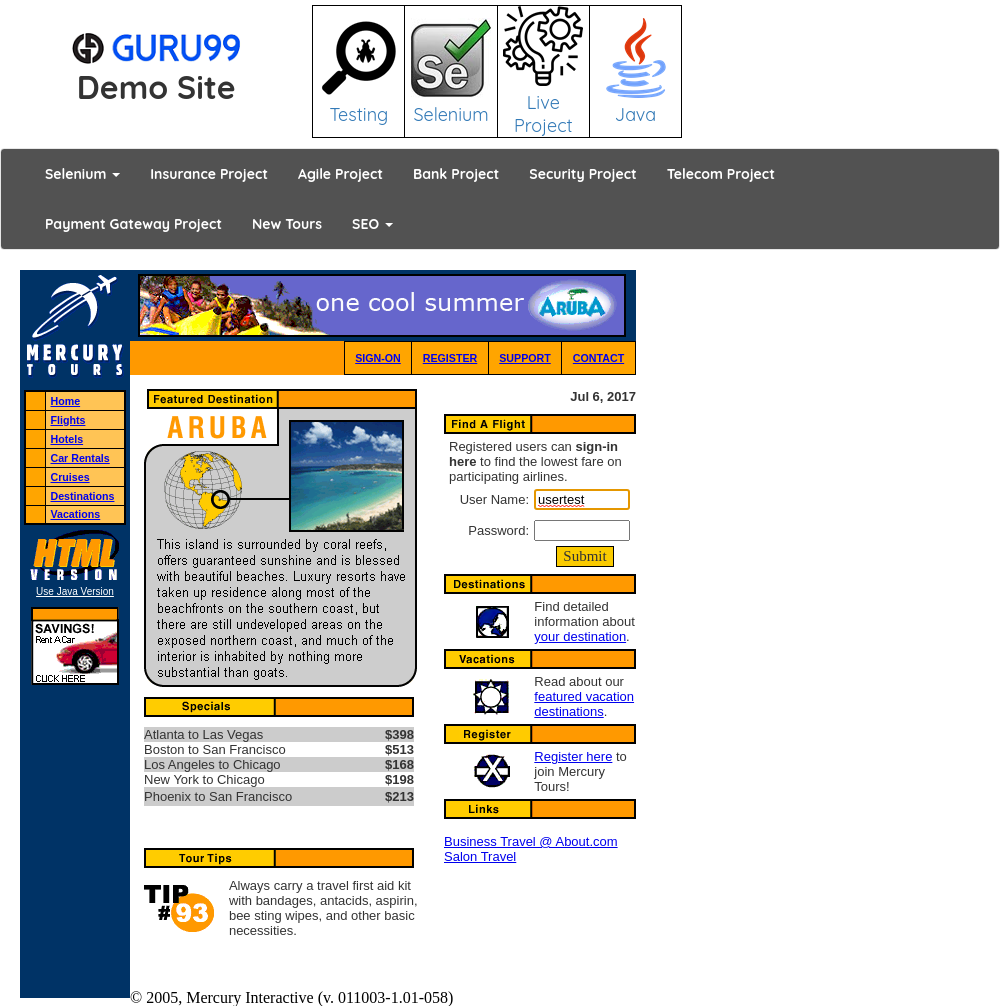 GURU99
Demo Site
Testing
Selenium
Live
Project
Java
Selenium
Insurance Project
Agile Project
Bank Project
Security Project
Telecom Project
Payment Gateway Project
New Tours
SEO
MERCURY
TOURS
one cool summer
ARUBA
SIGN-ON
REGISTER
SUPPORT
CONTACT
Home
Flights
Hotels
Car Rentals
Cruises
Destinations
Vacations
HTML
VERSION
Use Java Version
SAVINGS!
Rent A Car
CLICK HERE
Featured Destination
ARUBA
This island is surrounded by coral reefs,
offers guaranteed sunshine and is blessed
with beautiful beaches. Luxury resorts have
taken up residence along most of the
beachfronts on the southern coast, but
there are still undeveloped areas on the
exposed northern coast, and much of the
interior is inhabited by nothing more
substantial than goats.
Specials
Atlanta to Las Vegas $398
Boston to San Francisco $513
Los Angeles to Chicago $168
New York to Chicago $198
Phoenix to San Francisco $213
Tour Tips
TIP
#93
Always carry a travel first aid kit
with bandages, antacids, aspirin,
bee sting wipes, and other basic
necessities.
Jul 6, 2017
Find A Flight
Registered users can sign-in
here to find the lowest fare on
participating airlines.
User Name: usertest
Password:
Submit
Destinations
Find detailed
information about
your destination.
Vacations
Read about our
featured vacation
destinations.
Register
Register here to
join Mercury
Tours!
Links
Business Travel @ About.com
Salon Travel
© 2005, Mercury Interactive (v. 011003-1.01-058)